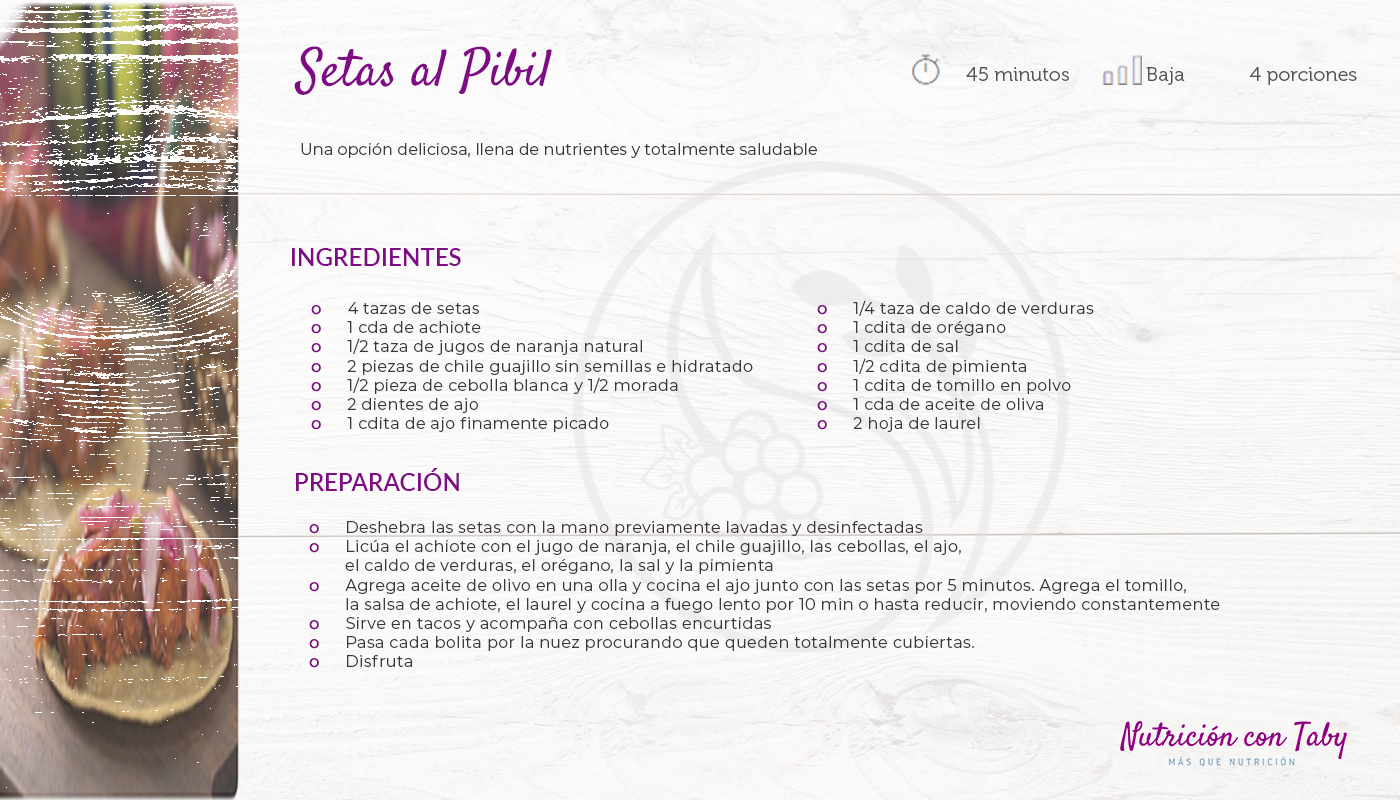 Setas al Pibil
45 minutos
Baja
4 porciones
Una opción deliciosa, llena de nutrientes y totalmente saludable
INGREDIENTES
o 4 tazas de setas
o 1 cda de achiote
o 1/2 taza de jugos de naranja natural
o 2 piezas de chile guajillo sin semillas e hidratado
o 1/2 pieza de cebolla blanca y 1/2 morada
o 2 dientes de ajo
o 1 cdita de ajo finamente picado
o 1/4 taza de caldo de verduras
o 1 cdita de orégano
o 1 cdita de sal
o 1/2 cdita de pimienta
o 1 cdita de tomillo en polvo
o 1 cda de aceite de oliva
o 2 hoja de laurel
PREPARACIÓN
o Deshebra las setas con la mano previamente lavadas y desinfectadas
o Licúa el achiote con el jugo de naranja, el chile guajillo, las cebollas, el ajo,
el caldo de verduras, el orégano, la sal y la pimienta
o Agrega aceite de olivo en una olla y cocina el ajo junto con las setas por 5 minutos. Agrega el tomillo,
la salsa de achiote, el laurel y cocina a fuego lento por 10 min o hasta reducir, moviendo constantemente
o Sirve en tacos y acompaña con cebollas encurtidas
o Pasa cada bolita por la nuez procurando que queden totalmente cubiertas.
o Disfruta
Nutrición con Taby
MÁS QUE NUTRICIÓN